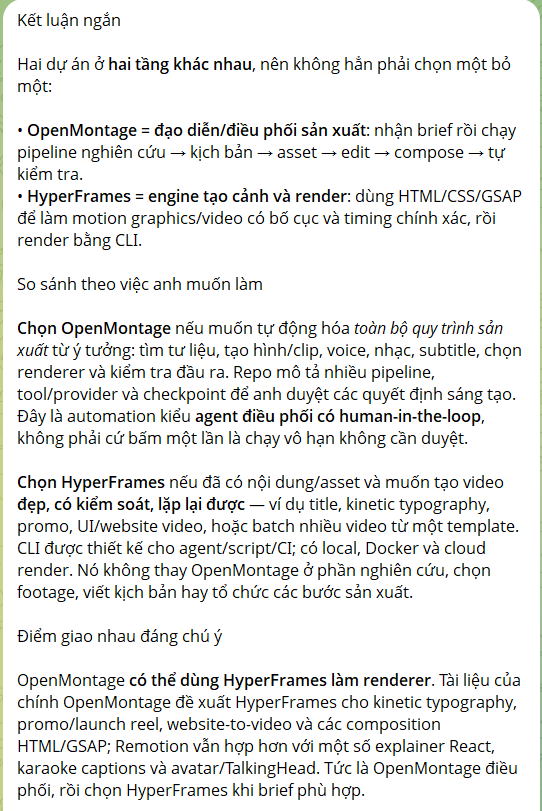 Kết luận ngắn
Hai dự án ở hai tầng khác nhau, nên không hẳn phải chọn một bỏ
một:
• OpenMontage = đạo diễn/điều phối sản xuất: nhận brief rồi chạy
pipeline nghiên cứu → kịch bản → asset → edit → compose → tự
kiểm tra.
• HyperFrames = engine tạo cảnh và render: dùng HTML/CSS/GSAP
để làm motion graphics/video có bố cục và timing chính xác, rồi
render bằng CLI.
So sánh theo việc anh muốn làm
Chọn OpenMontage nếu muốn tự động hóa toàn bộ quy trình sản
xuất từ ý tưởng: tìm tư liệu, tạo hình/clip, voice, nhạc, subtitle, chọn
renderer và kiểm tra đầu ra. Repo mô tả nhiều pipeline,
tool/provider và checkpoint để anh duyệt các quyết định sáng tạo.
Đây là automation kiểu agent điều phối có human-in-the-loop,
không phải cứ bấm một lần là chạy vô hạn không cần duyệt.
Chọn HyperFrames nếu đã có nội dung/asset và muốn tạo video
đẹp, có kiểm soát, lặp lại được — ví dụ title, kinetic typography,
promo, UI/website video, hoặc batch nhiều video từ một template.
CLI được thiết kế cho agent/script/CI; có local, Docker và cloud
render. Nó không thay OpenMontage ở phần nghiên cứu, chọn
footage, viết kịch bản hay tổ chức các bước sản xuất.
Điểm giao nhau đáng chú ý
OpenMontage có thể dùng HyperFrames làm renderer. Tài liệu của
chính OpenMontage đề xuất HyperFrames cho kinetic typography,
promo/launch reel, website-to-video và các composition
HTML/GSAP; Remotion vẫn hợp hơn với một số explainer React,
karaoke captions và avatar/TalkingHead. Tức là OpenMontage điều
phối, rồi chọn HyperFrames khi brief phù hợp.